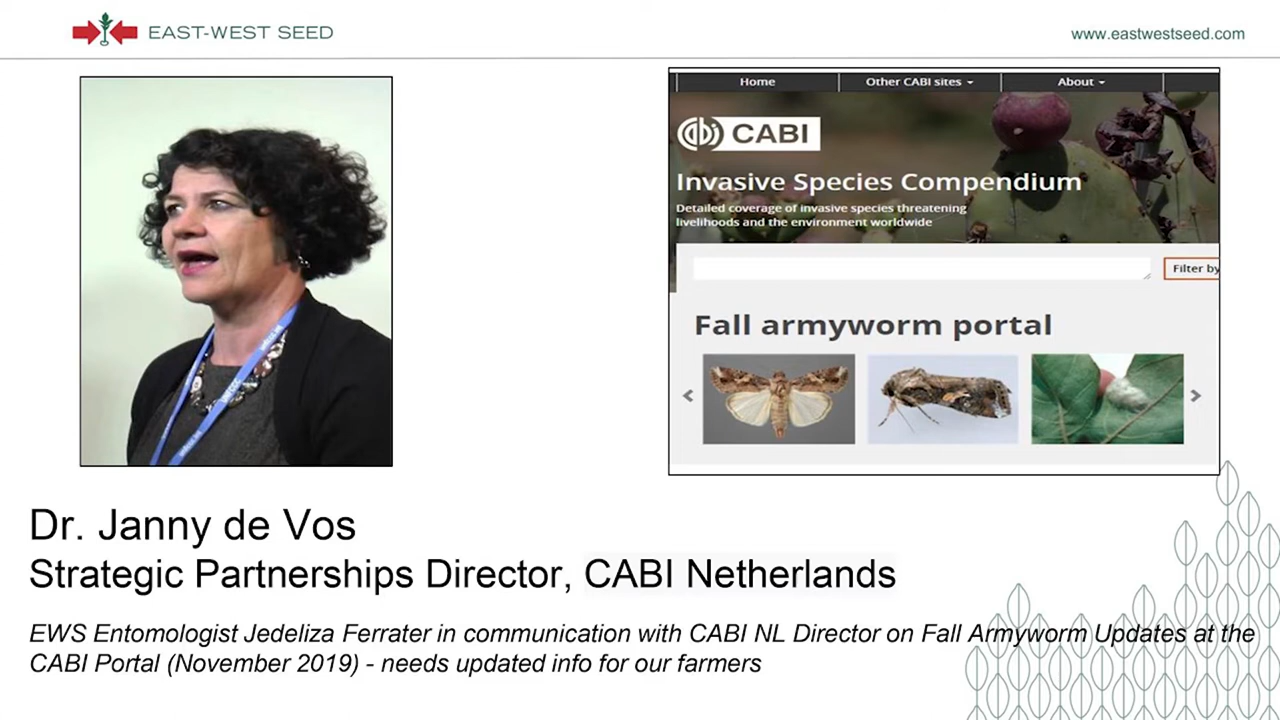 EAST-WEST SEED
www.eastwestseed.com
Home
Other CABI sites
About
cabi CABI
Invasive Species Compendium
Detailed coverage of invasive species threatening
livelihoods and the environment worldwide
Filter by
Fall armyworm portal
Dr. Janny de Vos
Strategic Partnerships Director, CABI Netherlands
EWS Entomologist Jedeliza Ferrater in communication with CABI NL Director on Fall Armyworm Updates at the
CABI Portal (November 2019) - needs updated info for our farmers